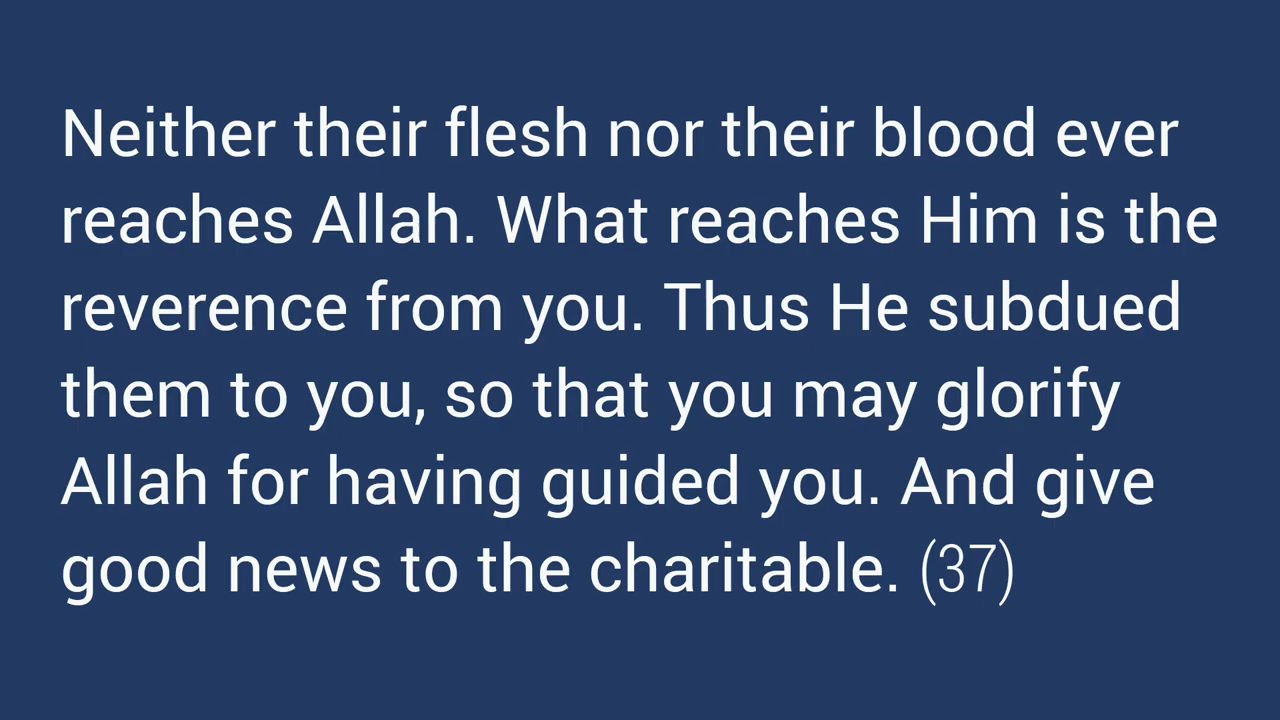 Neither their flesh nor their blood ever
reaches Allah. What reaches Him is the
reverence from you. Thus He subdued
them to you, so that you may glorify
Allah for having guided you. And give
good news to the charitable. (37)